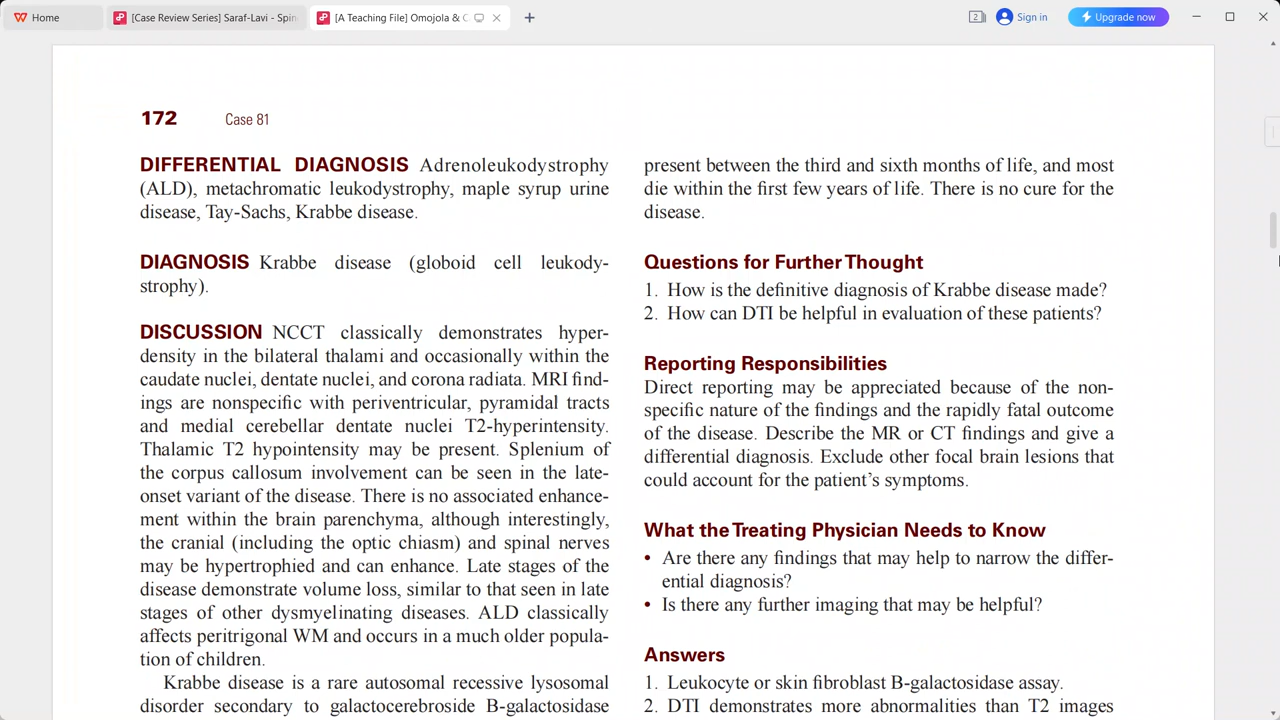 Home
[Case Review Series] Saraf-Lavi - Spin
[A Teaching File] Omojola & C
2
Sign in
Upgrade now
172 Case 81
DIFFERENTIAL DIAGNOSIS Adrenoleukodystrophy
(ALD), metachromatic leukodystrophy, maple syrup urine
disease, Tay-Sachs, Krabbe disease.
DIAGNOSIS Krabbe disease (globoid cell leukody-
strophy).
DISCUSSION NCCT classically demonstrates hyper-
density in the bilateral thalami and occasionally within the
caudate nuclei, dentate nuclei, and corona radiata. MRI find-
ings are nonspecific with periventricular, pyramidal tracts
and medial cerebellar dentate nuclei T2-hyperintensity.
Thalamic T2 hypointensity may be present. Splenium of
the corpus callosum involvement can be seen in the late-
onset variant of the disease. There is no associated enhance-
ment within the brain parenchyma, although interestingly,
the cranial (including the optic chiasm) and spinal nerves
may be hypertrophied and can enhance. Late stages of the
disease demonstrate volume loss, similar to that seen in late
stages of other dysmyelinating diseases. ALD classically
affects peritrigonal WM and occurs in a much older popula-
tion of children.
Krabbe disease is a rare autosomal recessive lysosomal
disorder secondary to galactocerebroside B-galactosidase
present between the third and sixth months of life, and most
die within the first few years of life. There is no cure for the
disease.
Questions for Further Thought
1. How is the definitive diagnosis of Krabbe disease made?
2. How can DTI be helpful in evaluation of these patients?
Reporting Responsibilities
Direct reporting may be appreciated because of the non-
specific nature of the findings and the rapidly fatal outcome
of the disease. Describe the MR or CT findings and give a
differential diagnosis. Exclude other focal brain lesions that
could account for the patient's symptoms.
What the Treating Physician Needs to Know
• Are there any findings that may help to narrow the differ-
ential diagnosis?
• Is there any further imaging that may be helpful?
Answers
1. Leukocyte or skin fibroblast B-galactosidase assay.
2. DTI demonstrates more abnormalities than T2 images